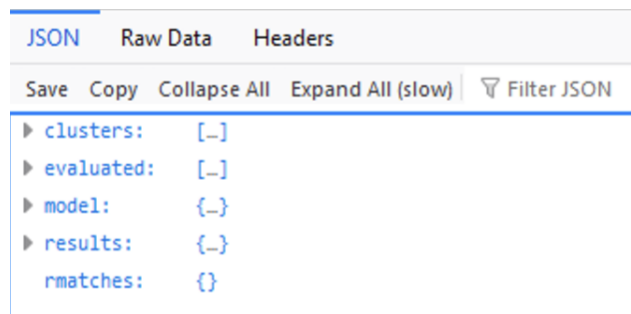 JSON Raw Data Headers
Save Copy Collapse All Expand All (slow) Filter JSON
clusters: […]
evaluated: […]
model: {…}
results: {…}
rmatches: {}